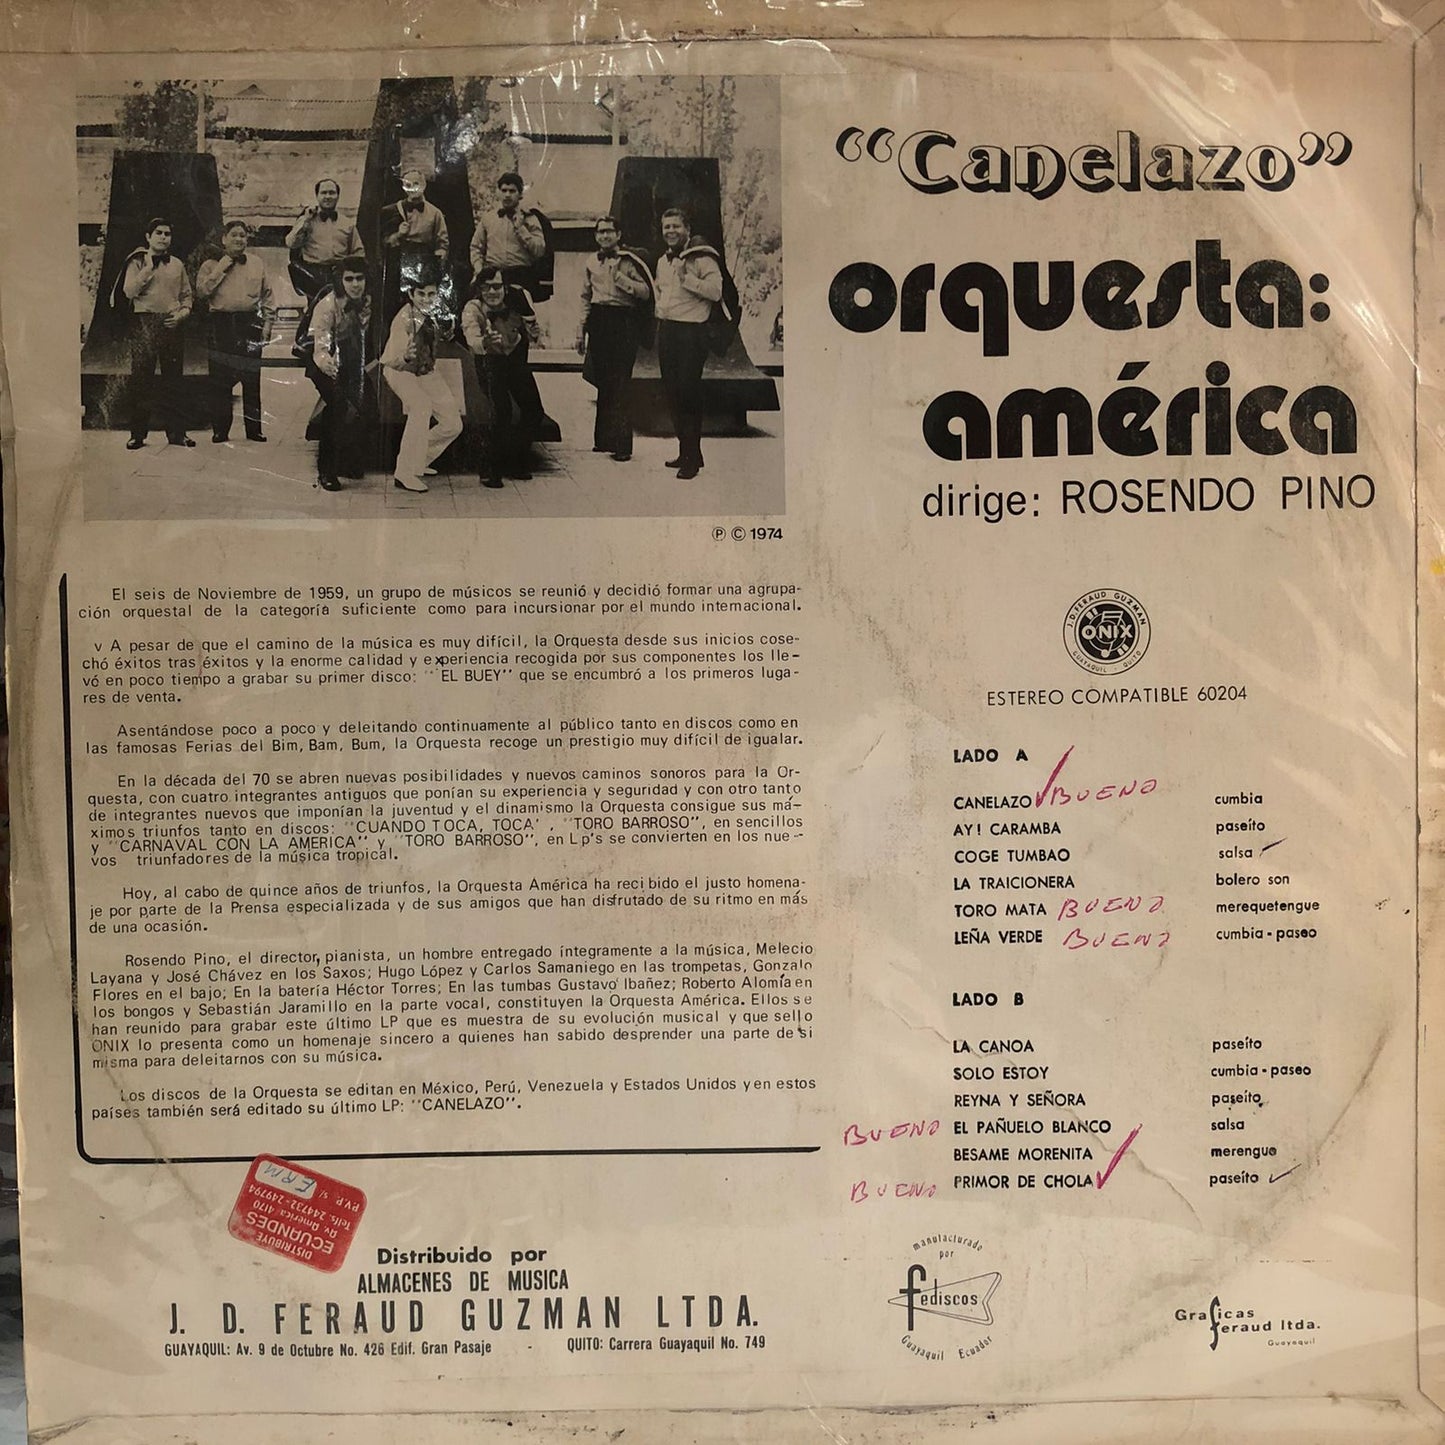 “Canelazo”
orquesta:
américa
dirige: ROSENDO PINO
Ⓟ © 1974
El seis de Noviembre de 1959, un grupo de músicos se reunió y decidió formar una agrupa-
ción orquestal de la categoría suficiente como para incursionar por el mundo internacional.
v A pesar de que el camino de la música es muy difícil, la Orquesta desde sus inicios cose-
chó éxitos tras éxitos y la enorme calidad y experiencia recogida por sus componentes los lle-
vó en poco tiempo a grabar su primer disco: "EL BUEY" que se encumbró a los primeros luga-
res de venta.
Asentándose poco a poco y deleitando continuamente al público tanto en discos como en
las famosas Ferias del Bim, Bam, Bum, la Orquesta recoge un prestigio muy difícil de igualar.
En la década del 70 se abren nuevas posibilidades y nuevos caminos sonoros para la Or-
questa, con cuatro integrantes antiguos que ponían su experiencia y seguridad y con otro tanto
de integrantes nuevos que imponían la juventud y el dinamismo la Orquesta consigue sus má-
ximos triunfos tanto en discos: "CUANDO TOCA, TOCA', "TORO BARROSO", en sencillos
y "CARNAVAL CON LA AMERICA" y "TORO BARROSO", en Lp's se convierten en los nue-
vos triunfadores de la música tropical.
Hoy, al cabo de quince años de triunfos, la Orquesta América ha recibido el justo homena-
je por parte de la Prensa especializada y de sus amigos que han disfrutado de su ritmo en más
de una ocasión.
Rosendo Pino, el director, pianista, un hombre entregado íntegramente a la música, Melecio
Layana y José Chávez en los Saxos; Hugo López y Carlos Samaniego en las trompetas, Gonzalo
Flores en el bajo; En la batería Héctor Torres; En las tumbas Gustavo Ibañez; Roberto Alomía en
los bongos y Sebastián Jaramillo en la parte vocal, constituyen la Orquesta América. Ellos se
han reunido para grabar este último LP que es muestra de su evolución musical y que sello
ONIX lo presenta como un homenaje sincero a quienes han sabido desprender una parte de si
misma para deleitarnos con su música.
Los discos de la Orquesta se editan en México, Perú, Venezuela y Estados Unidos y en estos
países también será editado su último LP: "CANELAZO".
J.D. FERAUD GUZMAN
ONIX
GUAYAQUIL - QUITO
ESTEREO COMPATIBLE 60204
LADO A
CANELAZO ✓ BUENO cumbia
AY! CARAMBA paseíto
COGE TUMBAO salsa
LA TRAICIONERA bolero son
TORO MATA BUENO merequetengue
LEÑA VERDE BUENO cumbia - paseo
LADO B
LA CANOA paseíto
SOLO ESTOY cumbia - paseo
REYNA Y SEÑORA paseíto
BUENO EL PAÑUELO BLANCO salsa
BESAME MORENITA merengue
BUENO PRIMOR DE CHOLA ✓ paseíto ✓
DISTRIBUYE
ECUANDES
Av. América 4170
Telfs. 244732-249794
P.V.P. S/. ERM
Distribuido por
ALMACENES DE MUSICA
J. D. FERAUD GUZMAN LTDA.
GUAYAQUIL: Av. 9 de Octubre No. 426 Edif. Gran Pasaje - QUITO: Carrera Guayaquil No. 749
manufacturado
por
fediscos
Guayaquil Ecuador
Graficas
feraud ltda.
Guayaquil